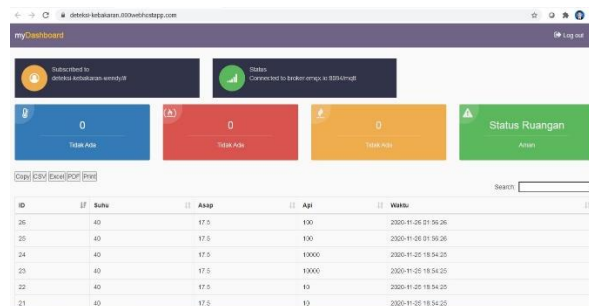 deteksi-kebakaran.000webhostapp.com
myDashboard
Log out
Subscribed to
deteksi-kebakaran-wendy/#
Status
Connected to broker.emqx.io:8084/mqtt
0
Tidak Ada
0
Tidak Ada
0
Tidak Ada
Status Ruangan
Aman
Copy CSV Excel PDF Print
Search:
ID Suhu Asap Api Waktu
26 40 17.5 100 2020-11-26 01:56:26
25 40 17.5 100 2020-11-26 01:56:26
24 40 17.5 10000 2020-11-25 18:54:25
23 40 17.5 10000 2020-11-25 18:54:25
22 40 17.5 10 2020-11-25 18:54:25
21 40 17.5 10 2020-11-25 18:54:25